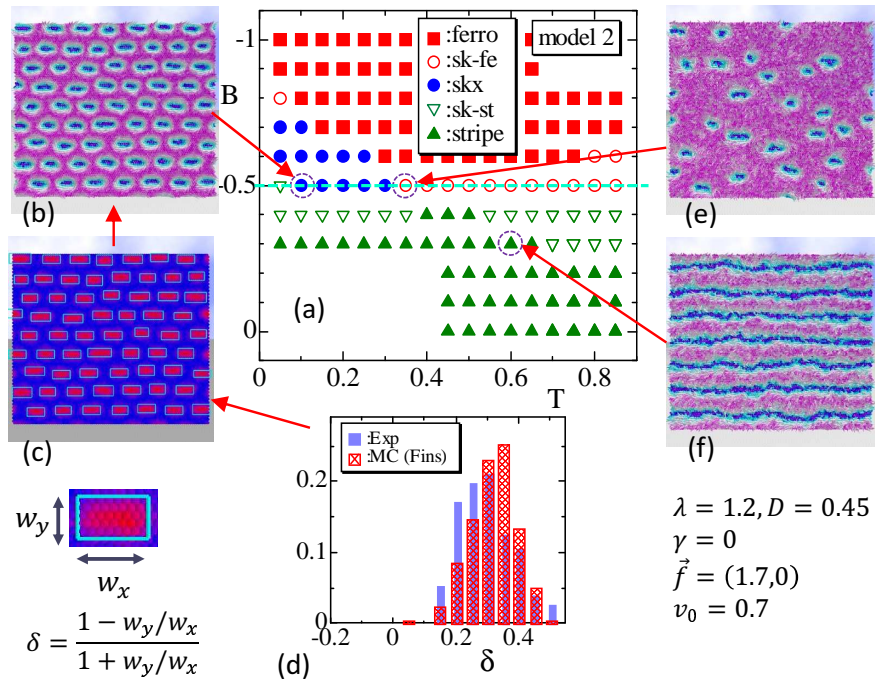 (b)
(c)
w_y
w_x
δ = (1 − w_y/w_x) / (1 + w_y/w_x)
-1
B
-0.5
0
0 0.2 0.4 0.6 0.8
T
model 2
:ferro
:sk-fe
:skx
:sk-st
:stripe
(a)
:Exp
:MC (Fins)
0.2
0.1
0
-0.2 0 0.2 0.4
δ
(d)
(e)
(f)
λ = 1.2, D = 0.45
γ = 0
f⃗ = (1.7,0)
v₀ = 0.7